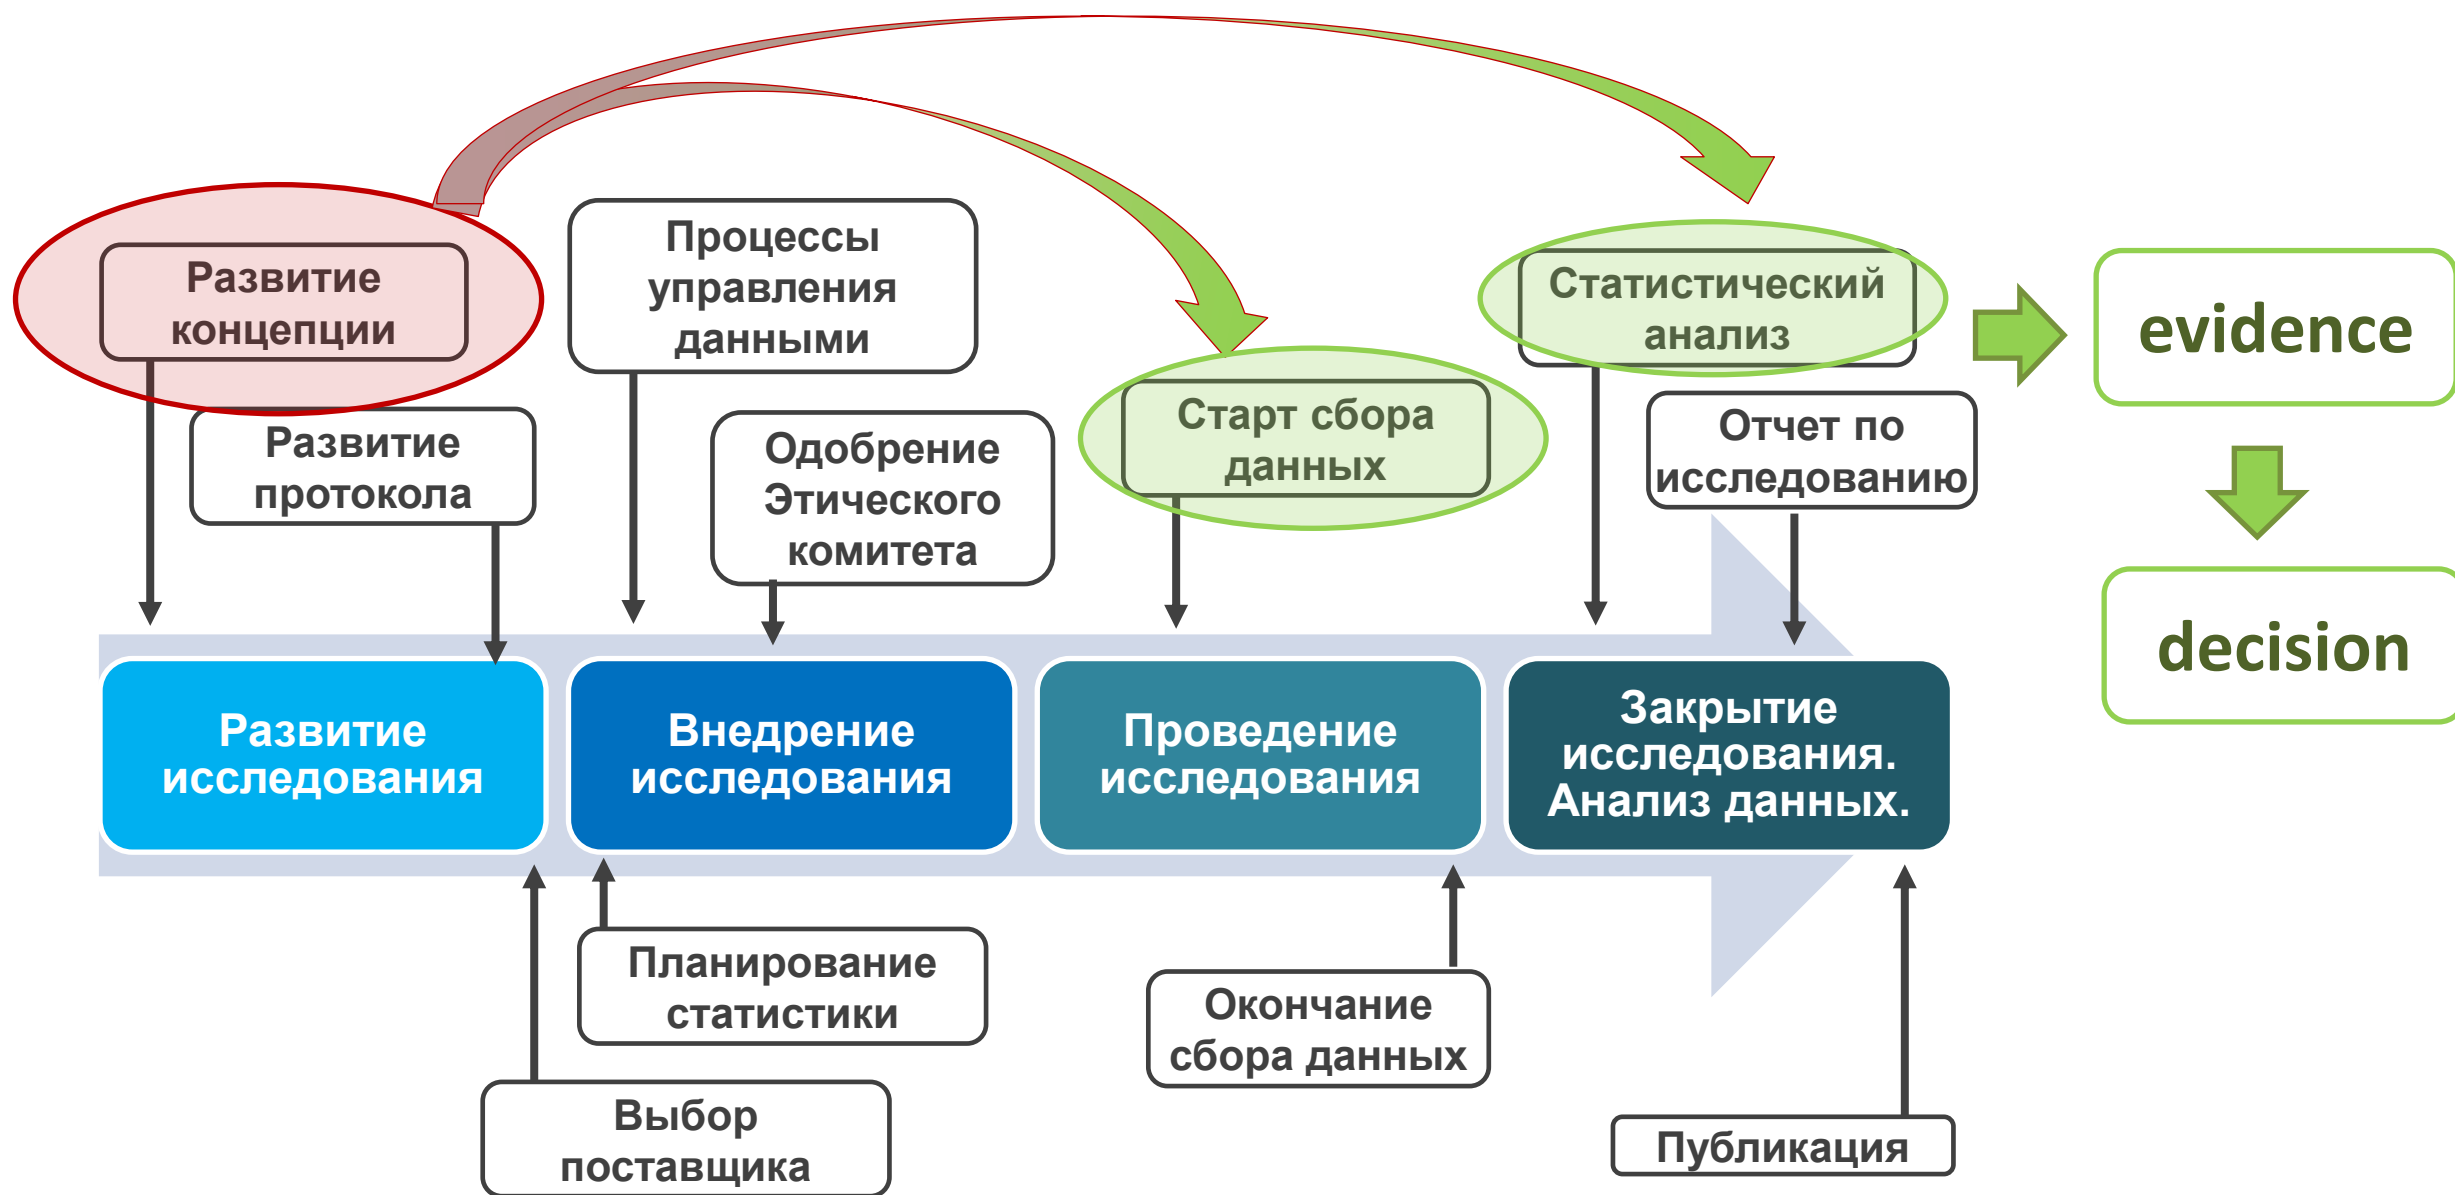 Развитие
концепции
Процессы
управления
данными
Статистический
анализ
evidence
Развитие
протокола
Одобрение
Этического
комитета
Старт сбора
данных
Отчет по
исследованию
decision
Развитие
исследования
Внедрение
исследования
Проведение
исследования
Закрытие
исследования.
Анализ данных.
Планирование
статистики
Окончание
сбора данных
Выбор
поставщика
Публикация